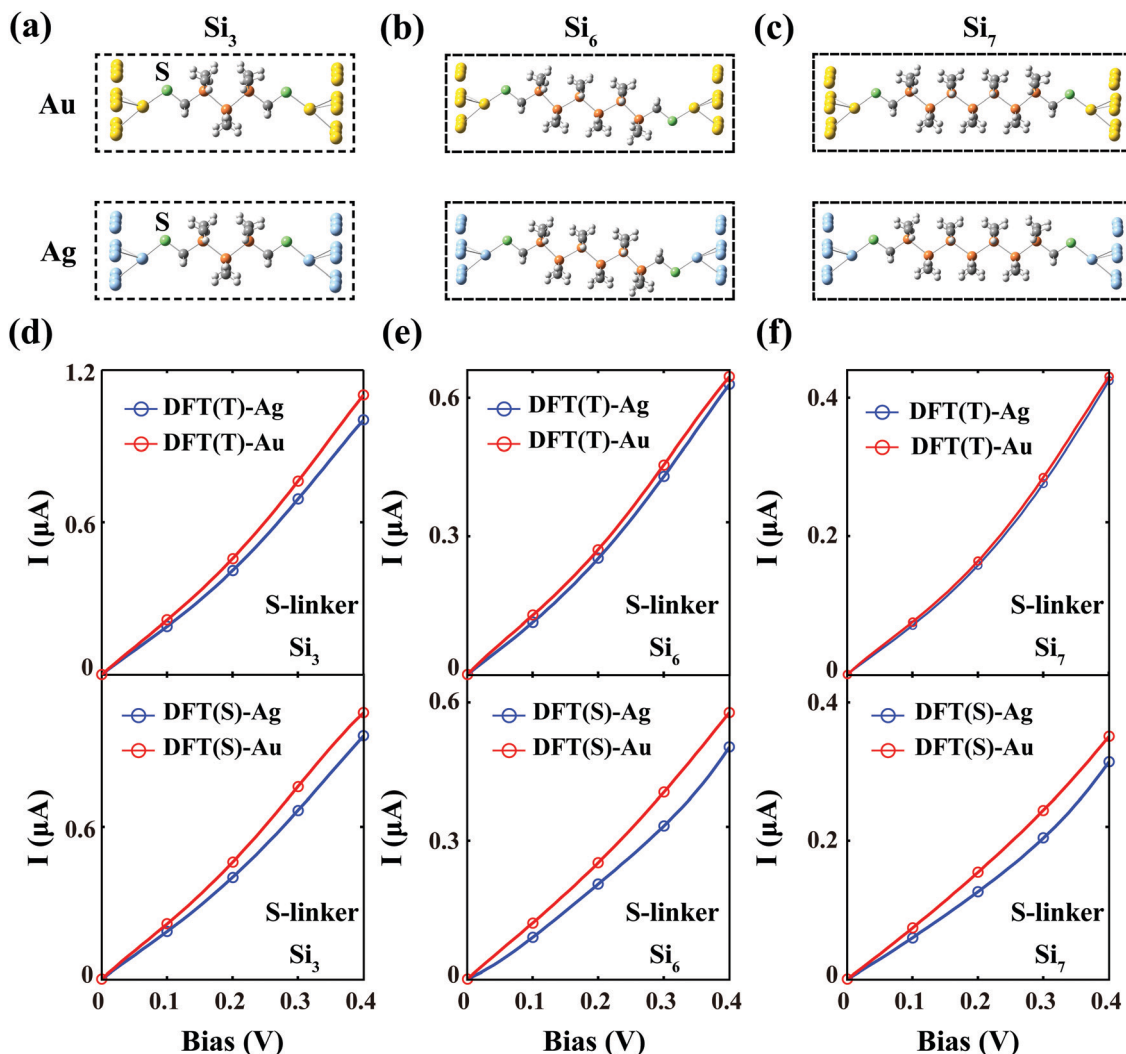 (a) Si3 (b) Si6 (c) Si7
S
Au
S
Ag
(d) (e) (f)
1.2
0.6
0
I (μA)
DFT(T)-Ag
DFT(T)-Au
S-linker
Si3
0.6
0.3
0
I (μA)
DFT(T)-Ag
DFT(T)-Au
S-linker
Si6
0.4
0.2
0
I (μA)
DFT(T)-Ag
DFT(T)-Au
S-linker
Si7
0.6
0
I (μA)
DFT(S)-Ag
DFT(S)-Au
S-linker
Si3
0 0.1 0.2 0.3 0.4
Bias (V)
0.6
0.3
0
I (μA)
DFT(S)-Ag
DFT(S)-Au
S-linker
Si6
0 0.1 0.2 0.3 0.4
Bias (V)
0.4
0.2
0
I (μA)
DFT(S)-Ag
DFT(S)-Au
S-linker
Si7
0 0.1 0.2 0.3 0.4
Bias (V)